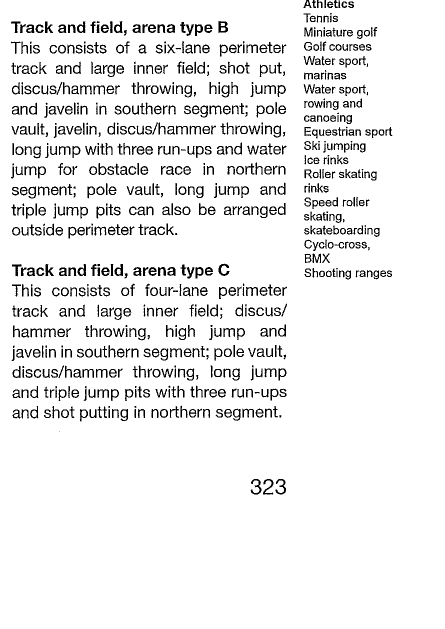 Track and field, arena type B
This consists of a six-lane perimeter
track and large inner field; shot put,
discus/hammer throwing, high jump
and javelin in southern segment; pole
vault, javelin, discus/hammer throwing,
long jump with three run-ups and water
jump for obstacle race in northern
segment; pole vault, long jump and
triple jump pits can also be arranged
outside perimeter track.
Track and field, arena type C
This consists of four-lane perimeter
track and large inner field; discus/
hammer throwing, high jump and
javelin in southern segment; pole vault,
discus/hammer throwing, long jump
and triple jump pits with three run-ups
and shot putting in northern segment.
323
Athletics
Tennis
Miniature golf
Golf courses
Water sport,
marinas
Water sport,
rowing and
canoeing
Equestrian sport
Ski jumping
Ice rinks
Roller skating
rinks
Speed roller
skating,
skateboarding
Cyclo-cross,
BMX
Shooting ranges